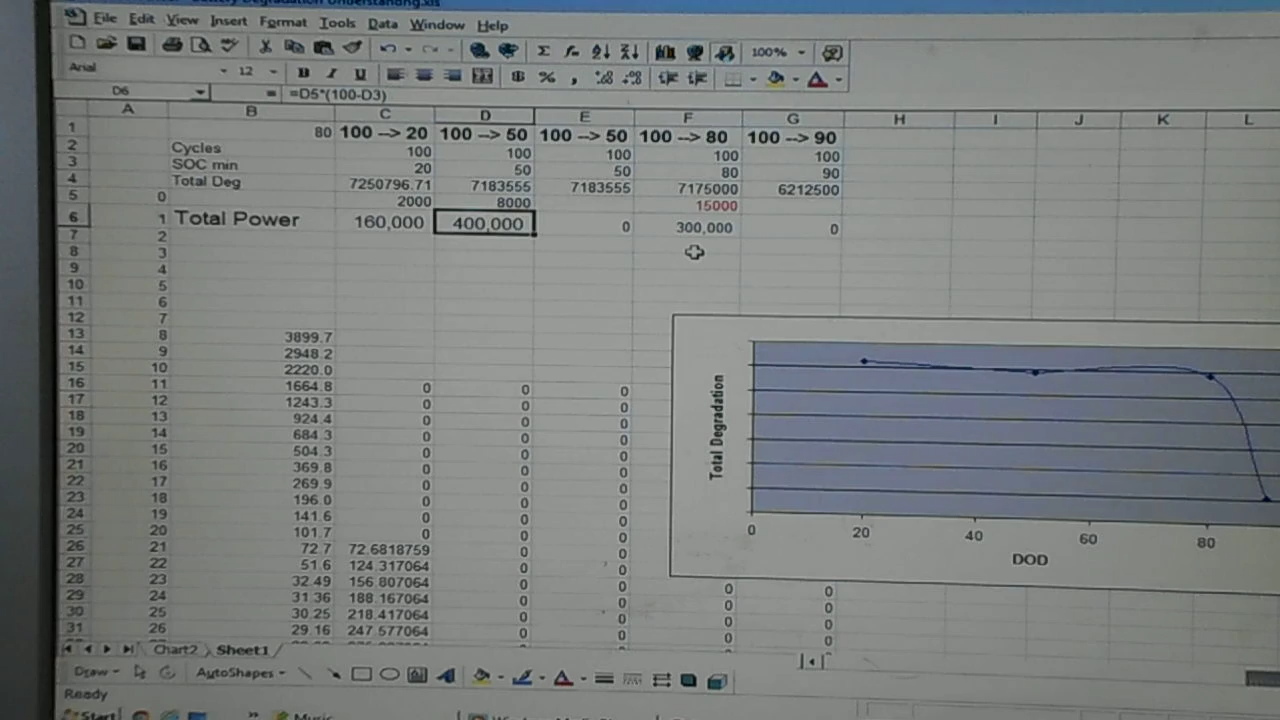 Battery Degradation Understanding.xls
File Edit View Insert Format Tools Data Window Help
100%
Arial 12 B I U
D6 = =D5*(100-D3)
A B C D E F G H I J K L
1 80 100 --> 20 100 --> 50 100 --> 50 100 --> 80 100 --> 90
2 Cycles 100 100 100 100 100
3 SOC min 20 50 50 80 90
4 Total Deg 7250796.71 7183555 7183555 7175000 6212500
5 0 2000 8000 15000
6 1 Total Power 160,000 400,000 0 300,000 0
7 2
8 3
9 4
10 5
11 6
12 7
13 8 3899.7
14 9 2948.2
15 10 2220.0
16 11 1664.8 0 0 0
17 12 1243.3 0 0 0
18 13 924.4 0 0 0
19 14 684.3 0 0 0
20 15 504.3 0 0 0
21 16 369.8 0 0 0
22 17 269.9 0 0 0
23 18 196.0 0 0 0
24 19 141.6 0 0 0
25 20 101.7 0 0 0
26 21 72.7 72.6818759 0 0
27 22 51.6 124.317064 0 0
28 23 32.49 156.807064 0 0 0 0
29 24 31.36 188.167064 0 0 0 0
30 25 30.25 218.417064 0 0 0 0
31 26 29.16 247.577064 0 0 0 0
Total Degradation
0 20 40 60 80
DOD
Chart2 Sheet1
Draw AutoShapes
Ready
Start Music